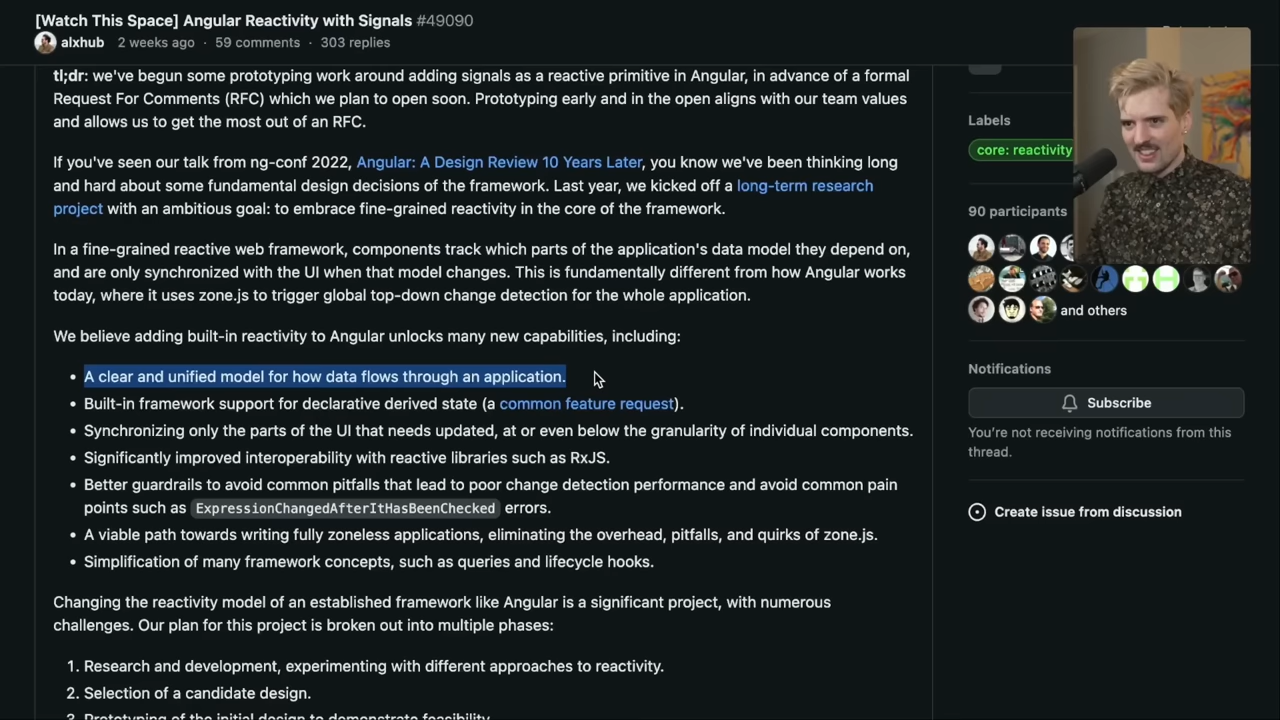 [Watch This Space] Angular Reactivity with Signals #49090
alxhub 2 weeks ago · 59 comments · 303 replies
tl;dr: we've begun some prototyping work around adding signals as a reactive primitive in Angular, in advance of a formal
Request For Comments (RFC) which we plan to open soon. Prototyping early and in the open aligns with our team values
and allows us to get the most out of an RFC.
If you've seen our talk from ng-conf 2022, Angular: A Design Review 10 Years Later, you know we've been thinking long
and hard about some fundamental design decisions of the framework. Last year, we kicked off a long-term research
project with an ambitious goal: to embrace fine-grained reactivity in the core of the framework.
In a fine-grained reactive web framework, components track which parts of the application's data model they depend on,
and are only synchronized with the UI when that model changes. This is fundamentally different from how Angular works
today, where it uses zone.js to trigger global top-down change detection for the whole application.
We believe adding built-in reactivity to Angular unlocks many new capabilities, including:
• A clear and unified model for how data flows through an application.
• Built-in framework support for declarative derived state (a common feature request).
• Synchronizing only the parts of the UI that needs updated, at or even below the granularity of individual components.
• Significantly improved interoperability with reactive libraries such as RxJS.
• Better guardrails to avoid common pitfalls that lead to poor change detection performance and avoid common pain
points such as ExpressionChangedAfterItHasBeenChecked errors.
• A viable path towards writing fully zoneless applications, eliminating the overhead, pitfalls, and quirks of zone.js.
• Simplification of many framework concepts, such as queries and lifecycle hooks.
Changing the reactivity model of an established framework like Angular is a significant project, with numerous
challenges. Our plan for this project is broken out into multiple phases:
1. Research and development, experimenting with different approaches to reactivity.
2. Selection of a candidate design.
3. Prototyping of the initial design to demonstrate feasibility.
Labels
core: reactivity
90 participants
and others
Notifications
Subscribe
You're not receiving notifications from this
thread.
Create issue from discussion